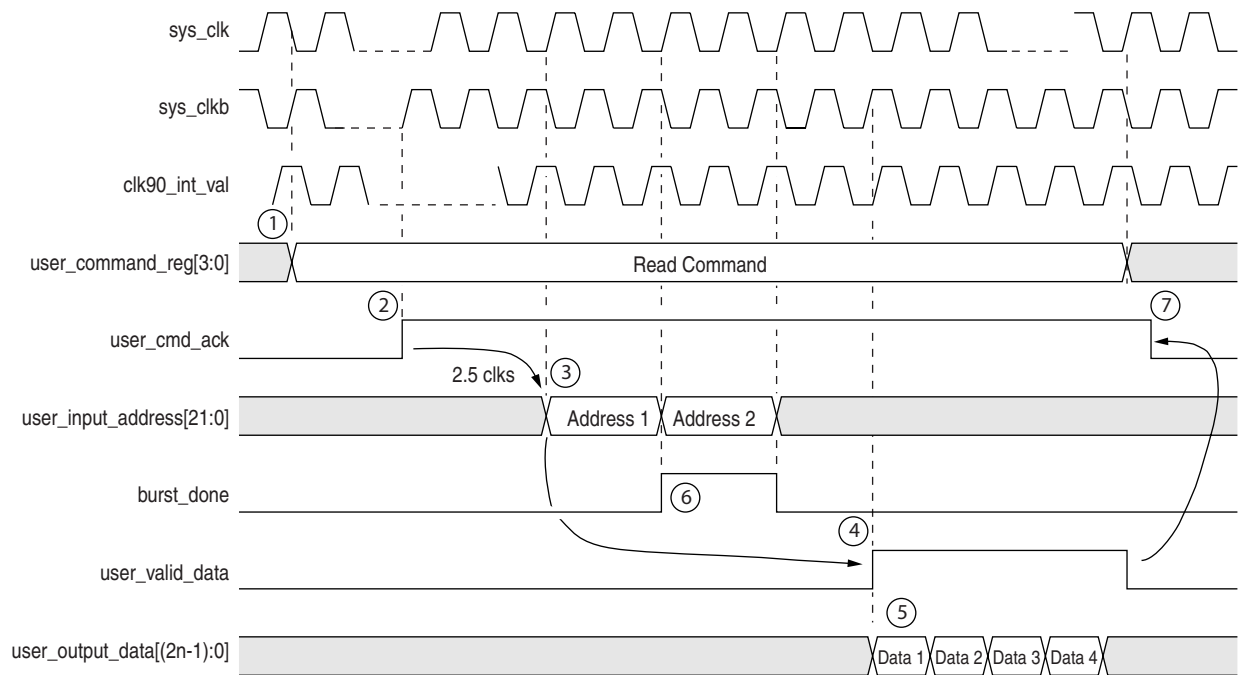 sys_clk
sys_clkb
clk90_int_val
1
user_command_reg[3:0]
Read Command
2
7
user_cmd_ack
2.5 clks
3
user_input_address[21:0]
Address 1
Address 2
burst_done
6
4
user_valid_data
5
user_output_data[(2n-1):0]
Data 1
Data 2
Data 3
Data 4